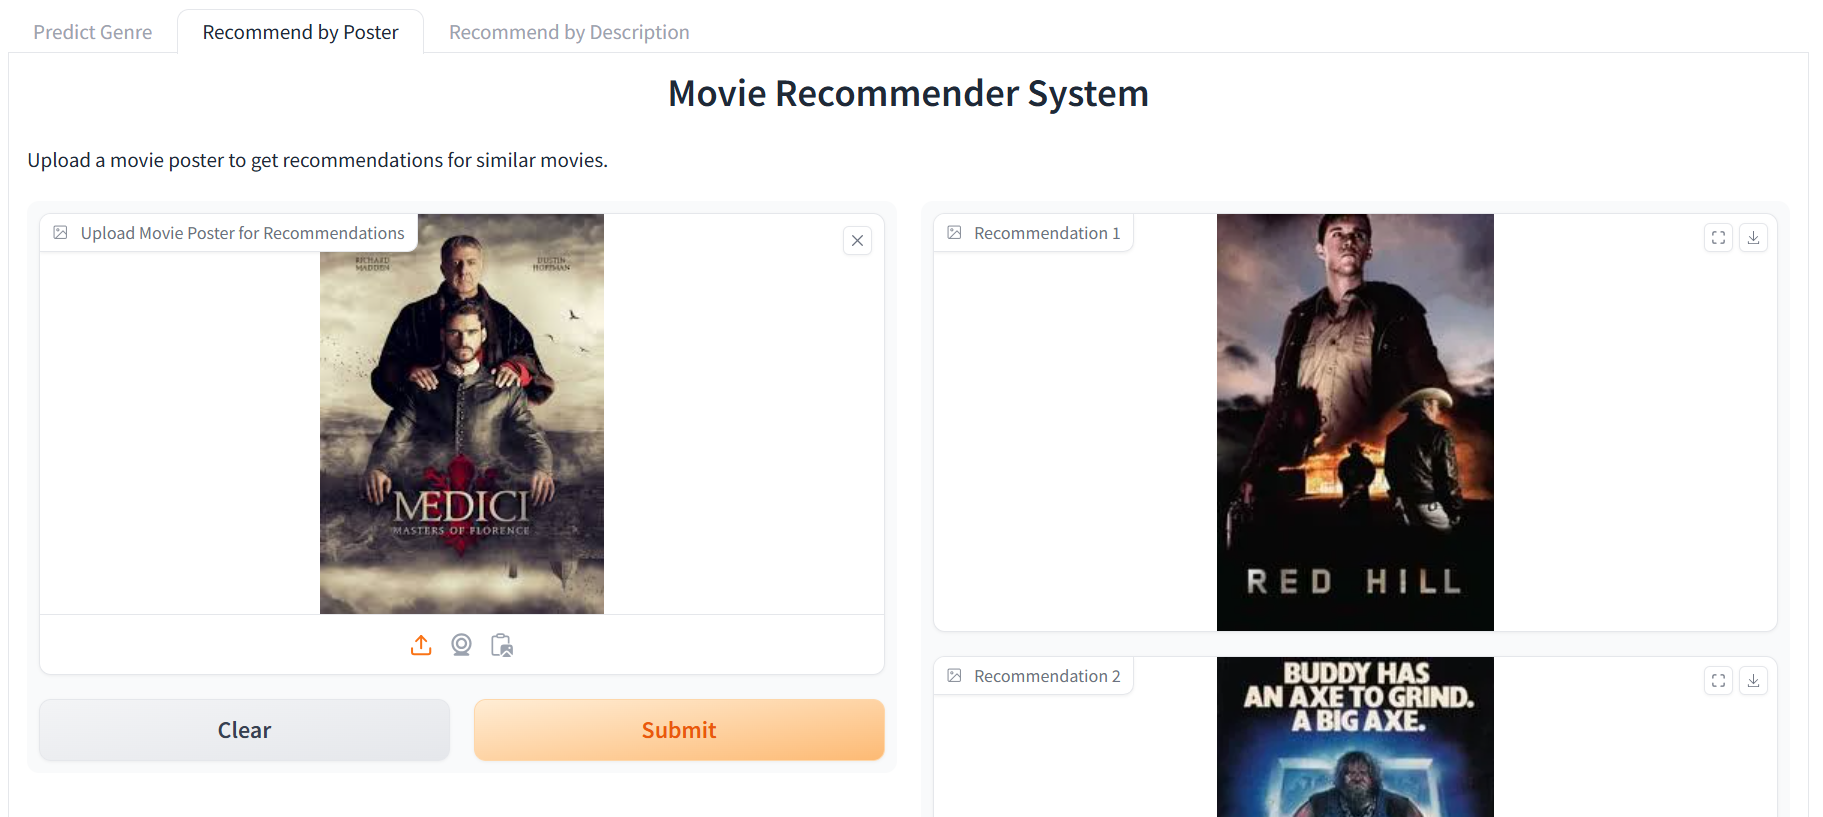 Predict Genre
Recommend by Poster
Recommend by Description
Movie Recommender System
Upload a movie poster to get recommendations for similar movies.
Upload Movie Poster for Recommendations
RICHARD
MADDEN
DUSTIN
HOFFMAN
MEDICI
MASTERS OF FLORENCE
Clear
Submit
Recommendation 1
RED HILL
Recommendation 2
BUDDY HAS
AN AXE TO GRIND.
A BIG AXE.